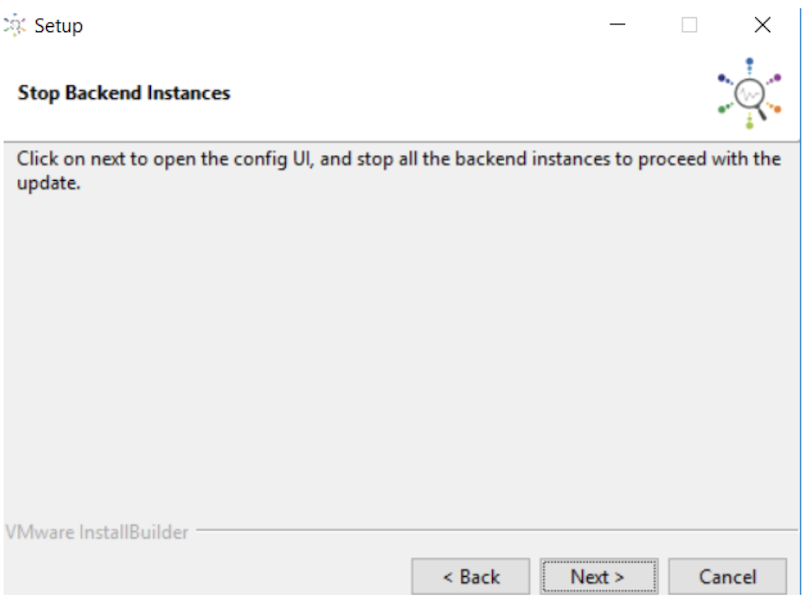 Setup
Stop Backend Instances
Click on next to open the config UI, and stop all the backend instances to proceed with the
update.
VMware InstallBuilder
< Back
Next >
Cancel